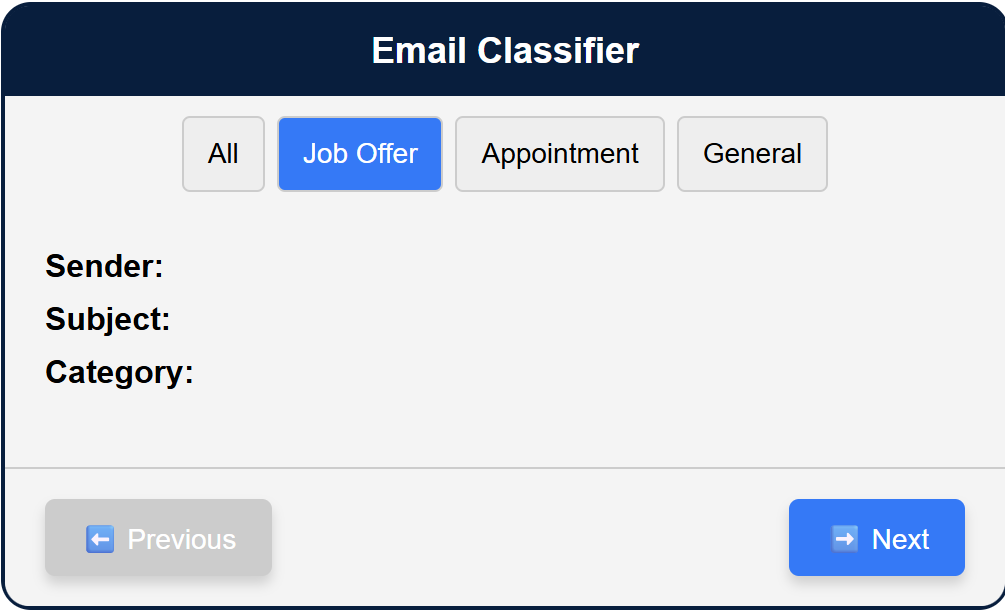 Email Classifier
All Job Offer Appointment General
Sender:
Subject:
Category:
Previous Next